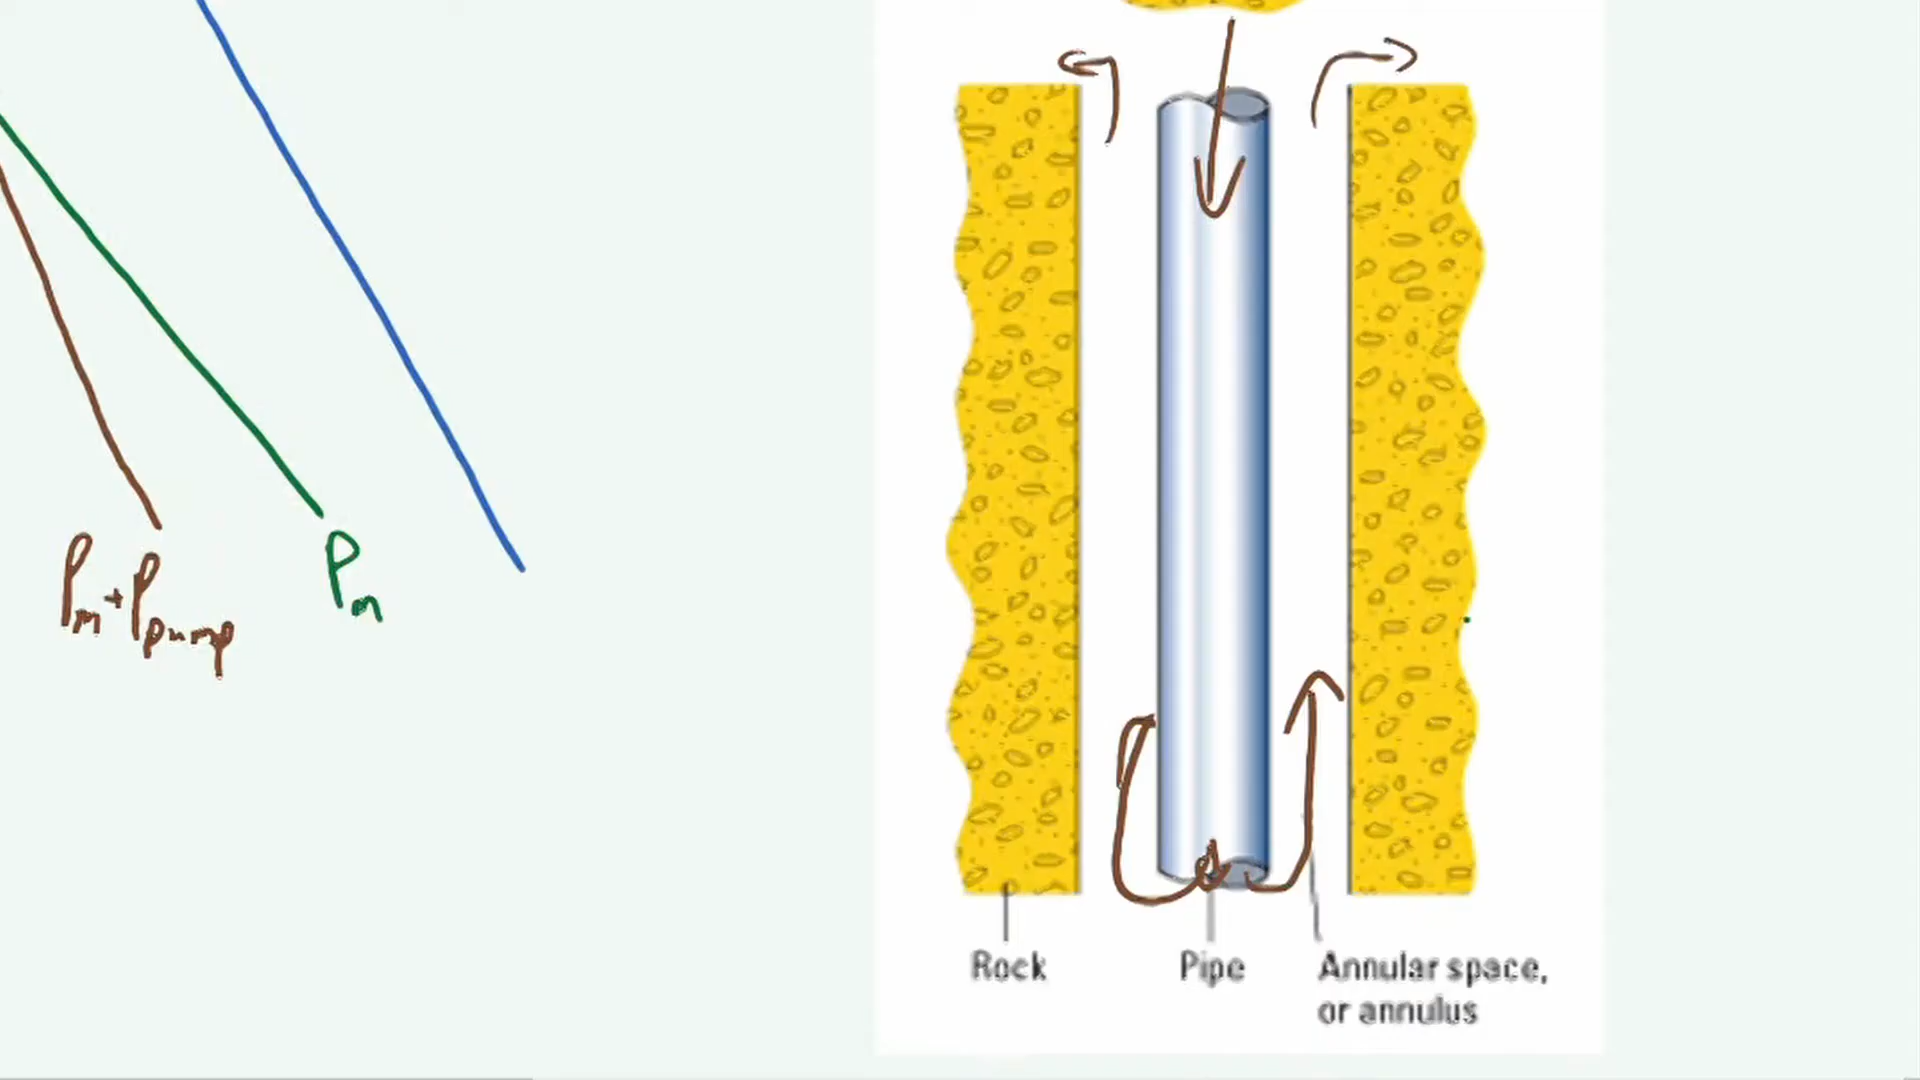 Pm+Ppump
Pm
Rock
Pipe
Annular space,
or annulus